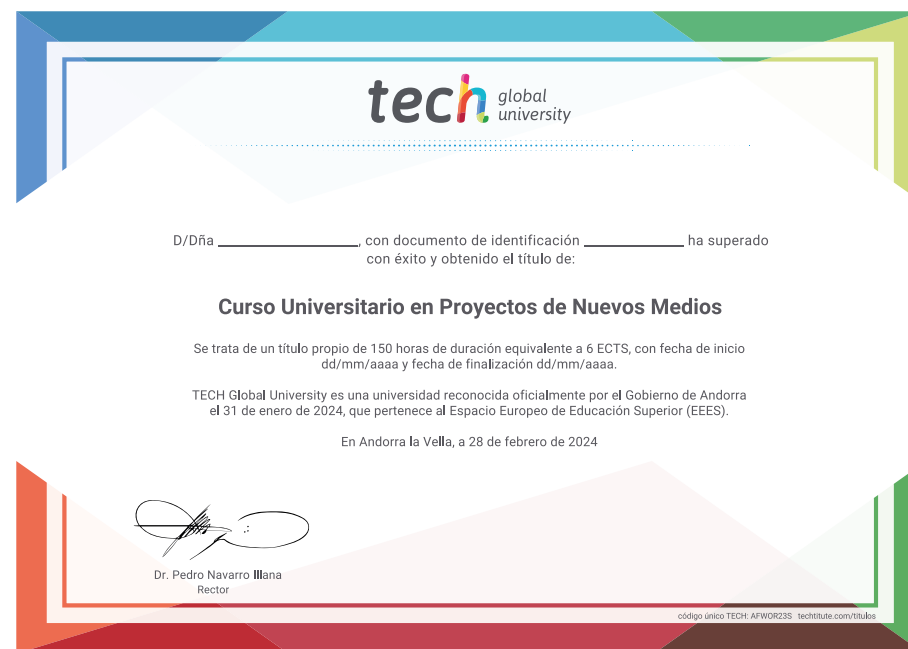 tech global university
D/Dña ____________________, con documento de identificación ______________ ha superado
con éxito y obtenido el título de:
Curso Universitario en Proyectos de Nuevos Medios
Se trata de un título propio de 150 horas de duración equivalente a 6 ECTS, con fecha de inicio
dd/mm/aaaa y fecha de finalización dd/mm/aaaa.
TECH Global University es una universidad reconocida oficialmente por el Gobierno de Andorra
el 31 de enero de 2024, que pertenece al Espacio Europeo de Educación Superior (EEES).
En Andorra la Vella, a 28 de febrero de 2024
Dr. Pedro Navarro Illana
Rector
código único TECH: AFWOR23S techtitute.com/titulos